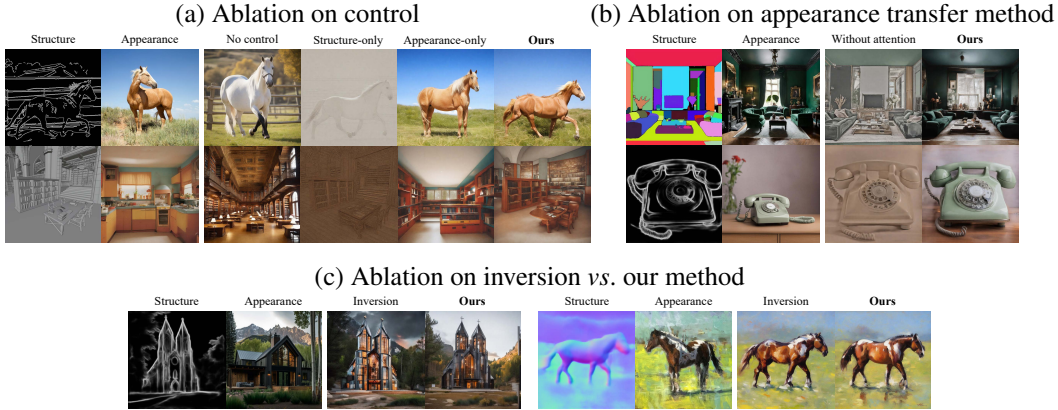 (a) Ablation on control
Structure Appearance No control Structure-only Appearance-only Ours
(b) Ablation on appearance transfer method
Structure Appearance Without attention Ours
(c) Ablation on inversion vs. our method
Structure Appearance Inversion Ours Structure Appearance Inversion Ours